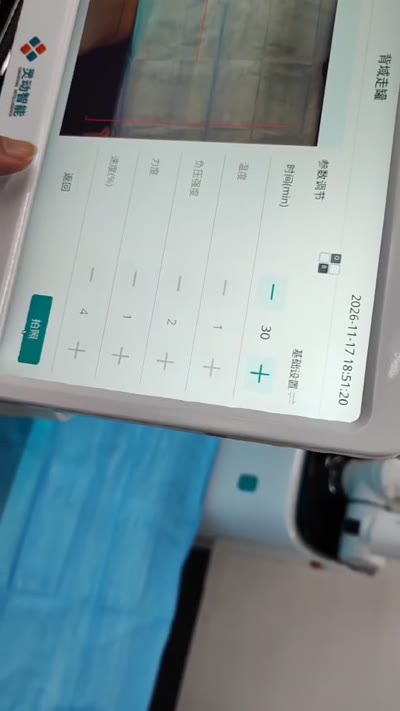 灵动智能
背域走罐
2026-11-17 18:51:20
参数调节
基础设置
时间(min)
30
温度
1
负压强度
2
力度
1
速度(%)
4
返回
拍照